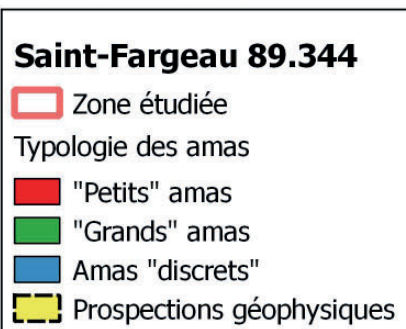 Saint-Fargeau 89.344
Zone étudiée
Typologie des amas
"Petits" amas
"Grands" amas
Amas "discrets"
Prospections géophysiques